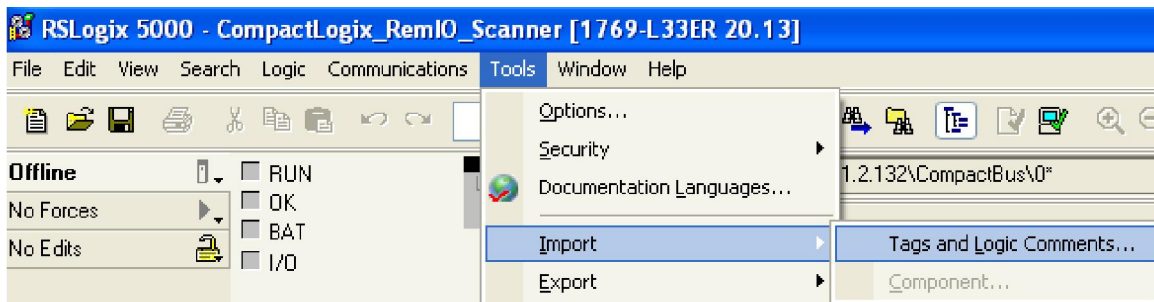 RSLogix 5000 - CompactLogix_RemIO_Scanner [1769-L33ER 20.13]
File Edit View Search Logic Communications Tools Window Help
Options...
Security
Documentation Languages...
Import
Export
Tags and Logic Comments...
Component...
Offline
RUN
No Forces
OK
No Edits
BAT
I/O
1.2.132\CompactBus\0*